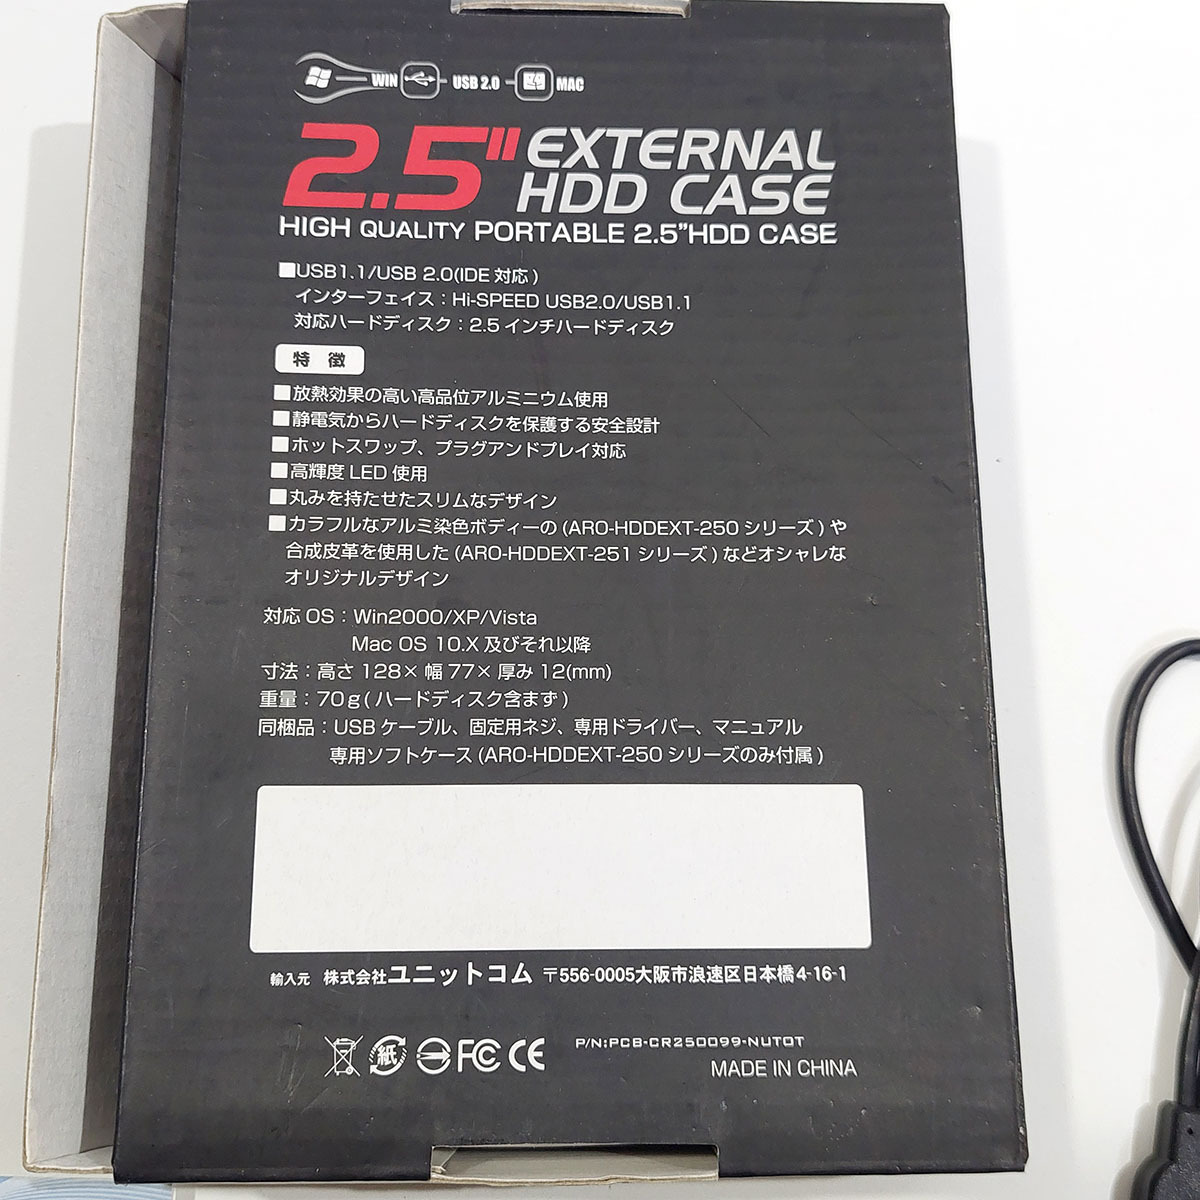 WIN USB 2.0 MAC
2.5" EXTERNAL
HDD CASE
HIGH QUALITY PORTABLE 2.5"HDD CASE
■USB1.1/USB 2.0(IDE 対応)
インターフェイス：Hi-SPEED USB2.0/USB1.1
対応ハードディスク：2.5 インチハードディスク
特 徴
■放熱効果の高い高品位アルミニウム使用
■静電気からハードディスクを保護する安全設計
■ホットスワップ、プラグアンドプレイ対応
■高輝度 LED 使用
■丸みを持たせたスリムなデザイン
■カラフルなアルミ染色ボディーの (ARO-HDDEXT-250 シリーズ) や
合成皮革を使用した (ARO-HDDEXT-251 シリーズ) などオシャレな
オリジナルデザイン
対応 OS：Win2000/XP/Vista
Mac OS 10.X 及びそれ以降
寸法：高さ 128× 幅 77× 厚み 12(mm)
重量：70g(ハードディスク含まず)
同梱品：USB ケーブル、固定用ネジ、専用ドライバー、マニュアル
専用ソフトケース (ARO-HDDEXT-250 シリーズのみ付属)
輸入元 株式会社ユニットコム 〒556-0005大阪市浪速区日本橋4-16-1
紙 FC CE P/N:PCB-CR250099-NUTOT
MADE IN CHINA